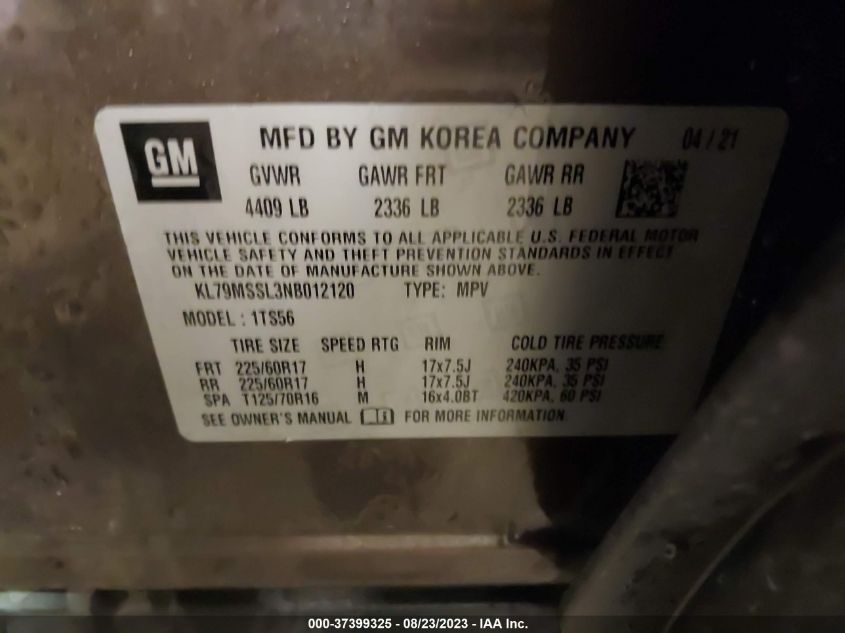 GM
MFD BY GM KOREA COMPANY 04 / 21
GVWR GAWR FRT GAWR RR
4409 LB 2336 LB 2336 LB
THIS VEHICLE CONFORMS TO ALL APPLICABLE U.S. FEDERAL MOTOR
VEHICLE SAFETY AND THEFT PREVENTION STANDARDS IN EFFECT
ON THE DATE OF MANUFACTURE SHOWN ABOVE.
KL79MSSL3NB012120 TYPE: MPV
MODEL : 1TS56
TIRE SIZE SPEED RTG RIM COLD TIRE PRESSURE
FRT 225/60R17 H 17x7.5J 240KPA, 35 PSI
RR 225/60R17 H 17x7.5J 240KPA, 35 PSI
SPA T125/70R16 M 16x4.0BT 420KPA, 60 PSI
SEE OWNER'S MANUAL FOR MORE INFORMATION.
000-37399325 - 08/23/2023 - IAA Inc.